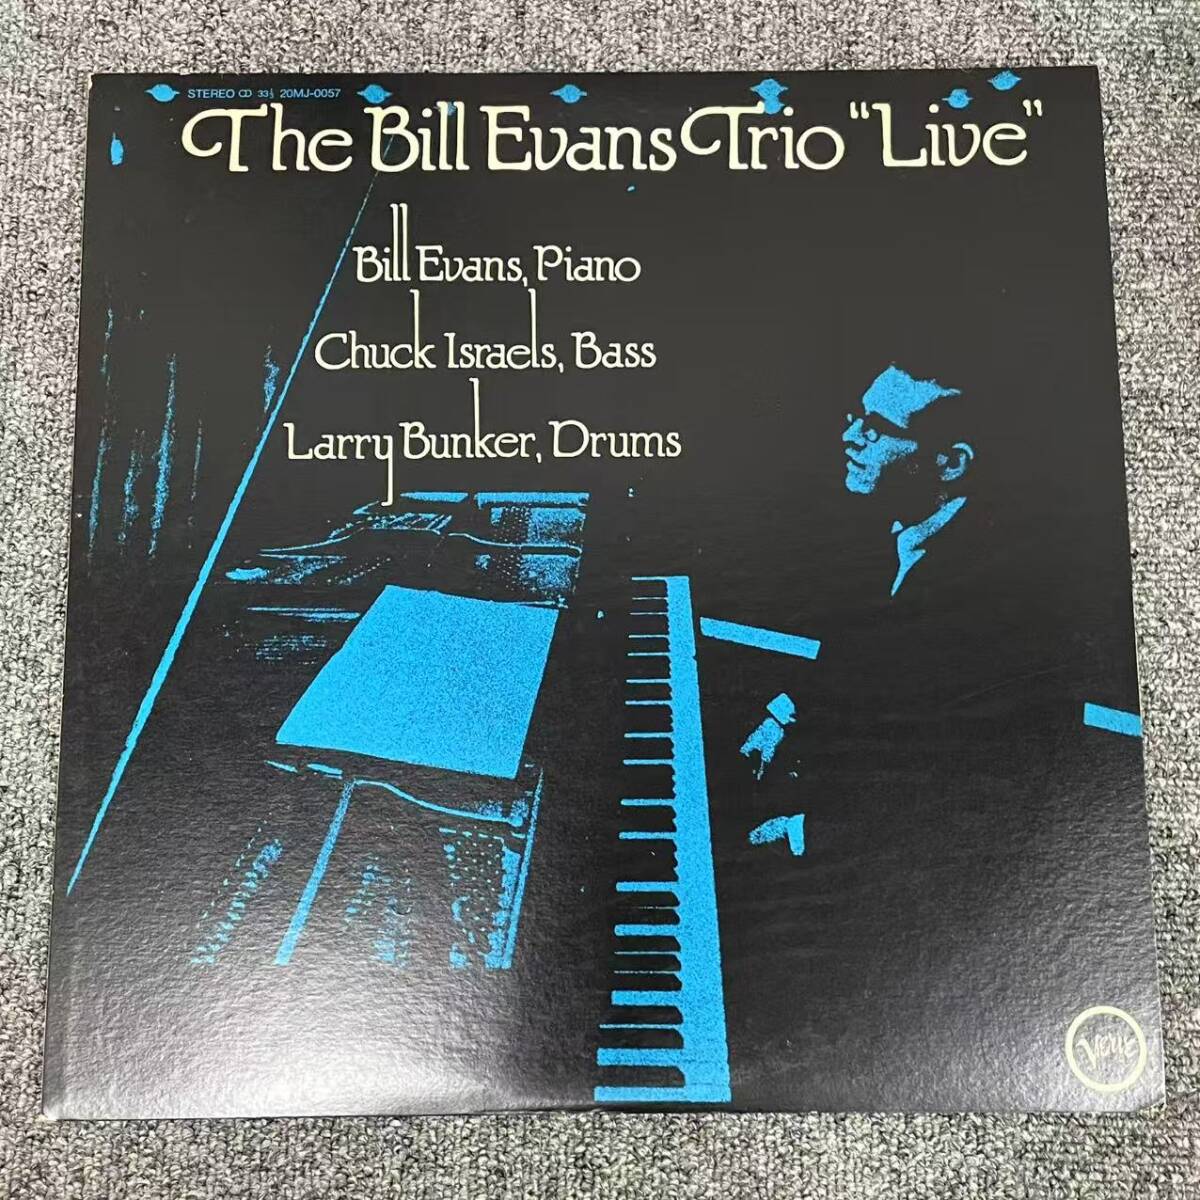 STEREO CD 33⅓ 20MJ-0057
The Bill Evans Trio "Live"
Bill Evans, Piano
Chuck Israels, Bass
Larry Bunker, Drums
Verve